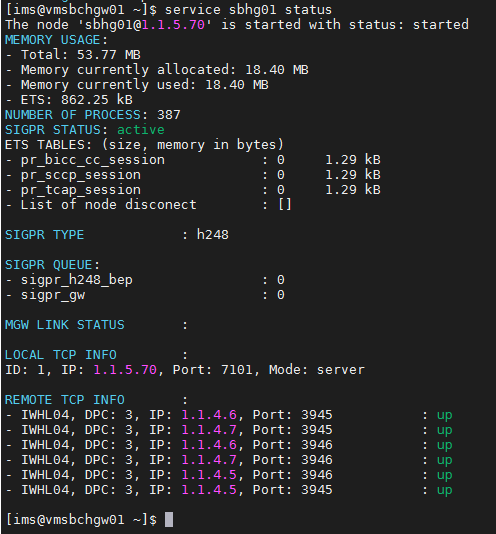 [ims@vmsbchgw01 ~]$ service sbhg01 status
The node 'sbhg01@1.1.5.70' is started with status: started
MEMORY USAGE:
- Total: 53.77 MB
- Memory currently allocated: 18.40 MB
- Memory currently used: 18.40 MB
- ETS: 862.25 kB
NUMBER OF PROCESS: 387
SIGPR STATUS: active
ETS TABLES: (size, memory in bytes)
- pr_bicc_cc_session : 0 1.29 kB
- pr_sccp_session : 0 1.29 kB
- pr_tcap_session : 0 1.29 kB
- List of node disconect : []
SIGPR TYPE : h248
SIGPR QUEUE:
- sigpr_h248_bep : 0
- sigpr_gw : 0
MGW LINK STATUS :
LOCAL TCP INFO :
ID: 1, IP: 1.1.5.70, Port: 7101, Mode: server
REMOTE TCP INFO :
- IWHL04, DPC: 3, IP: 1.1.4.6, Port: 3945 : up
- IWHL04, DPC: 3, IP: 1.1.4.7, Port: 3945 : up
- IWHL04, DPC: 3, IP: 1.1.4.6, Port: 3946 : up
- IWHL04, DPC: 3, IP: 1.1.4.7, Port: 3946 : up
- IWHL04, DPC: 3, IP: 1.1.4.5, Port: 3946 : up
- IWHL04, DPC: 3, IP: 1.1.4.5, Port: 3945 : up
[ims@vmsbchgw01 ~]$